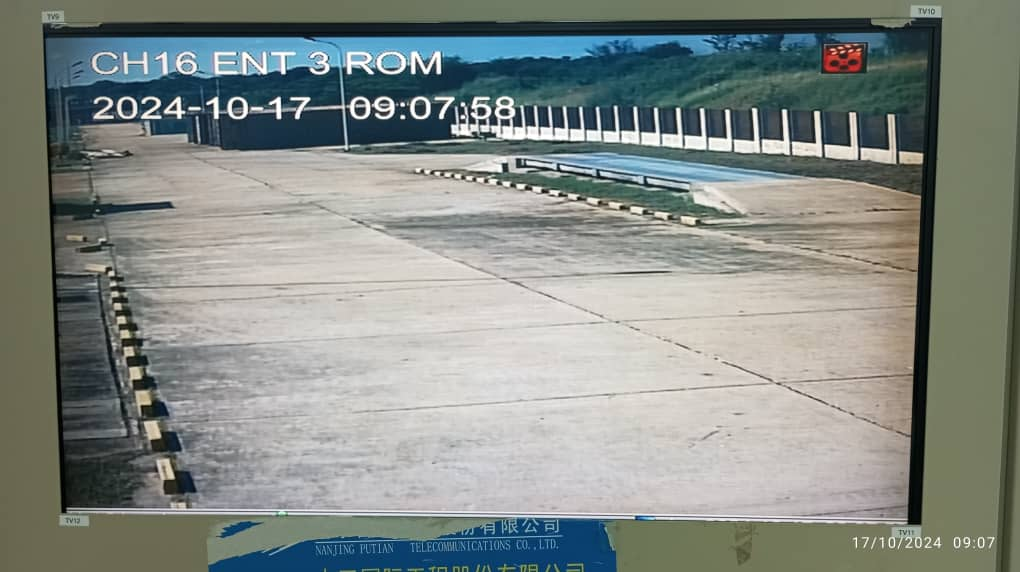 TV9
TV10
CH16 ENT 3 ROM
2024-10-17 09:07:58
TV12
TV11
有限公司
NANJING PUTIAN TELECOMMUNICATIONS CO.,LTD.
17/10/2024 09:07